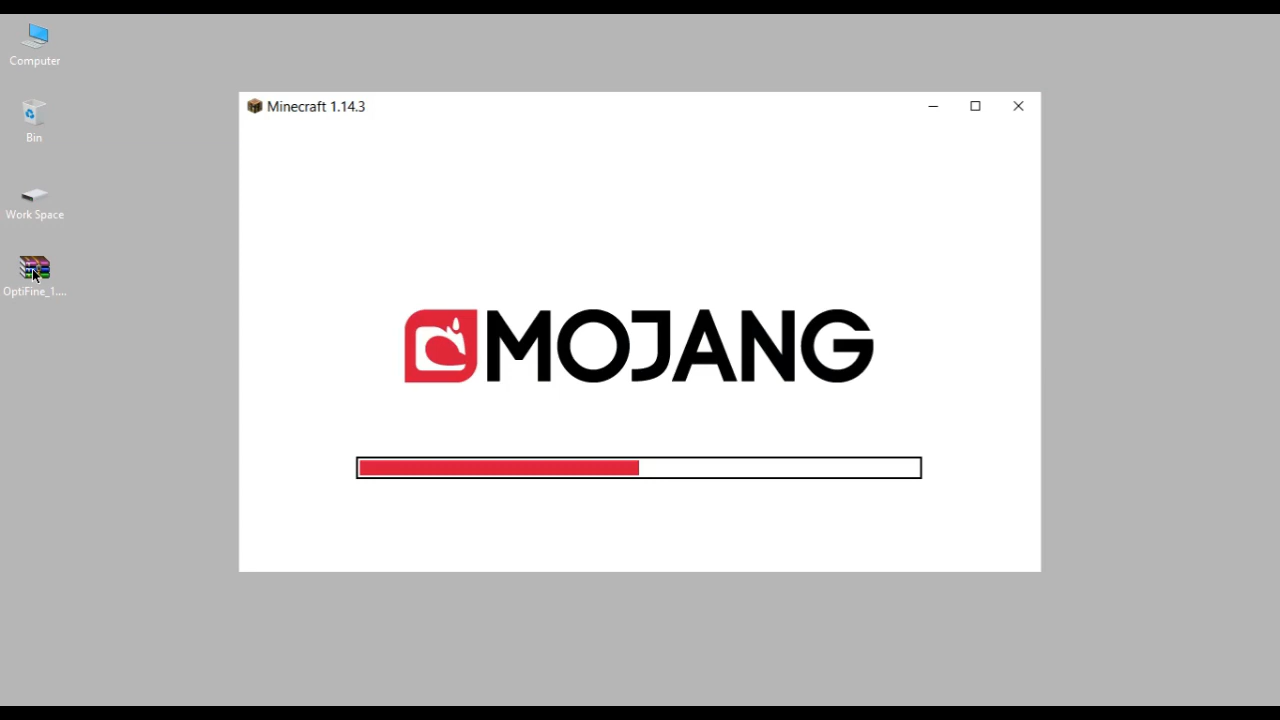 Computer
Bin
Work Space
OptiFine_1....
Minecraft 1.14.3
MOJANG